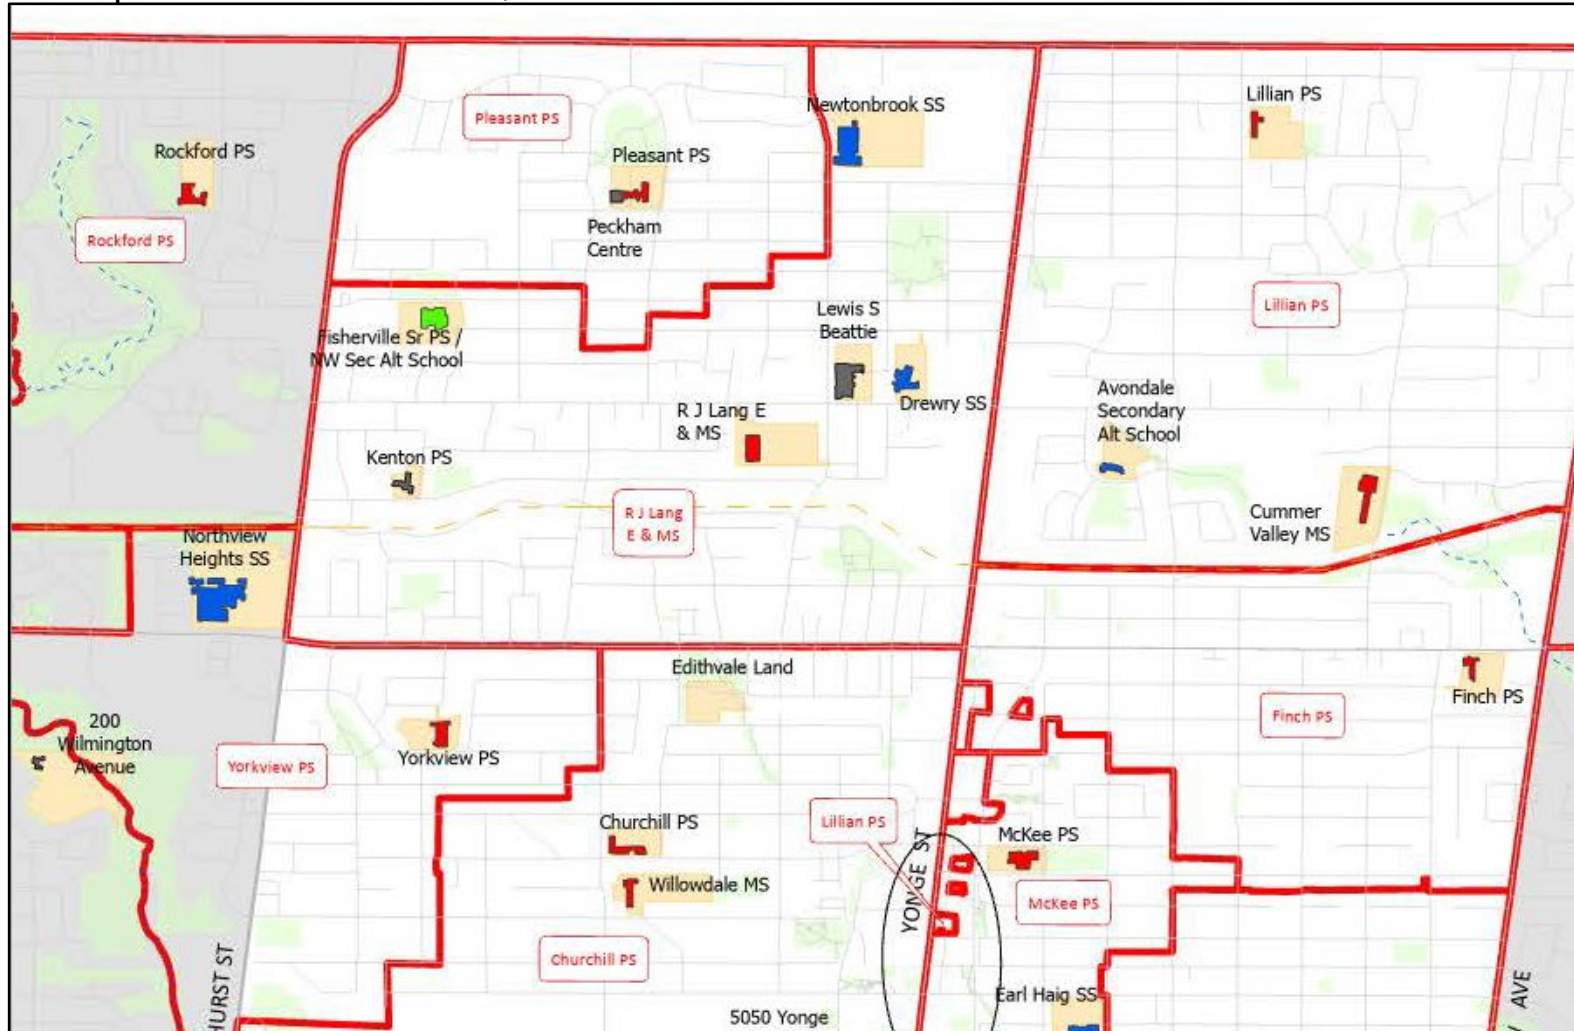 Newtonbrook SS
Lillian PS
Pleasant PS
Rockford PS
Pleasant PS
Peckham
Centre
Rockford PS
Lewis S
Beattie
Lillian PS
Fisherville Sr PS /
NW Sec Alt School
Drewry SS
Avondale
Secondary
Alt School
R J Lang E
& MS
Kenton PS
R J Lang
E & MS
Cummer
Valley MS
Northview
Heights SS
Edithvale Land
Finch PS
Finch PS
200
Wilmington
Avenue
Yorkview PS
Yorkview PS
Churchill PS
Lillian PS
YONGE ST
McKee PS
Willowdale MS
McKee PS
Churchill PS
HURST ST
Earl Haig SS
AVE
5050 Yonge